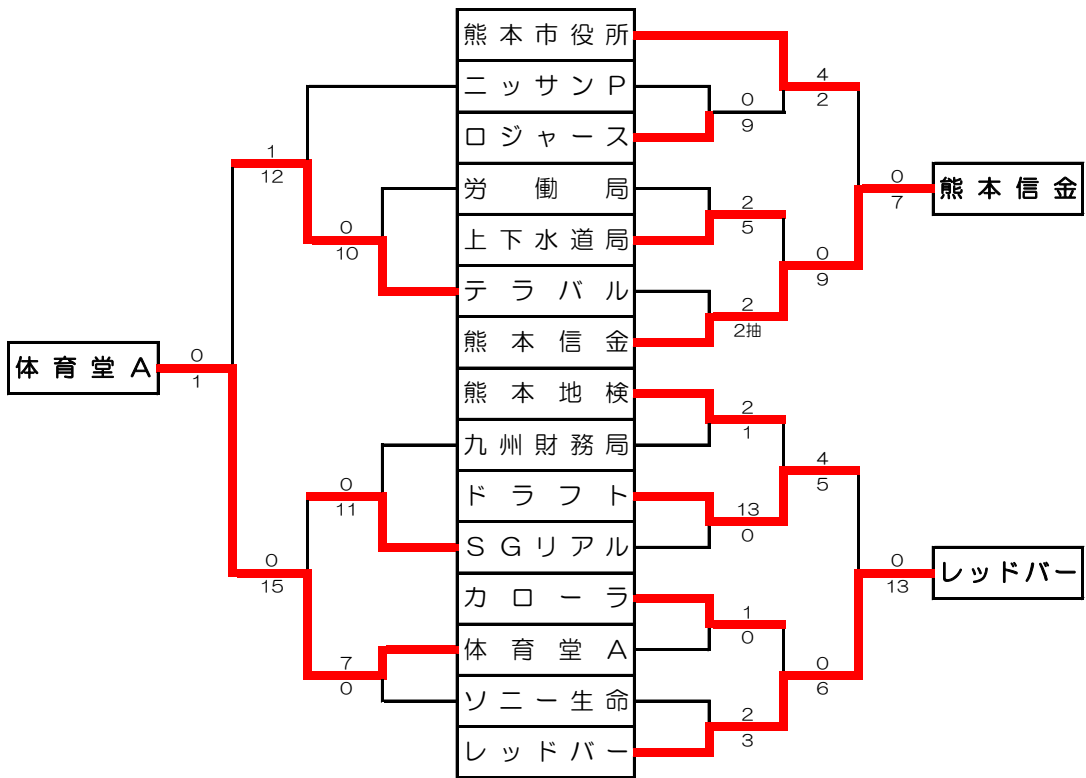 熊本市役所
ニッサンP
ロジャース
労働局
上下水道局
テラバル
熊本信金
熊本地検
九州財務局
ドラフト
SGリアル
カローラ
体育堂A
ソニー生命
レッドバー
体育堂A
0
1
1
12
0
10
0
15
0
11
7
0
0
9
4
2
2
5
2
2抽
0
9
0
7
熊本信金
2
1
13
0
4
5
1
0
2
3
0
6
0
13
レッドバー